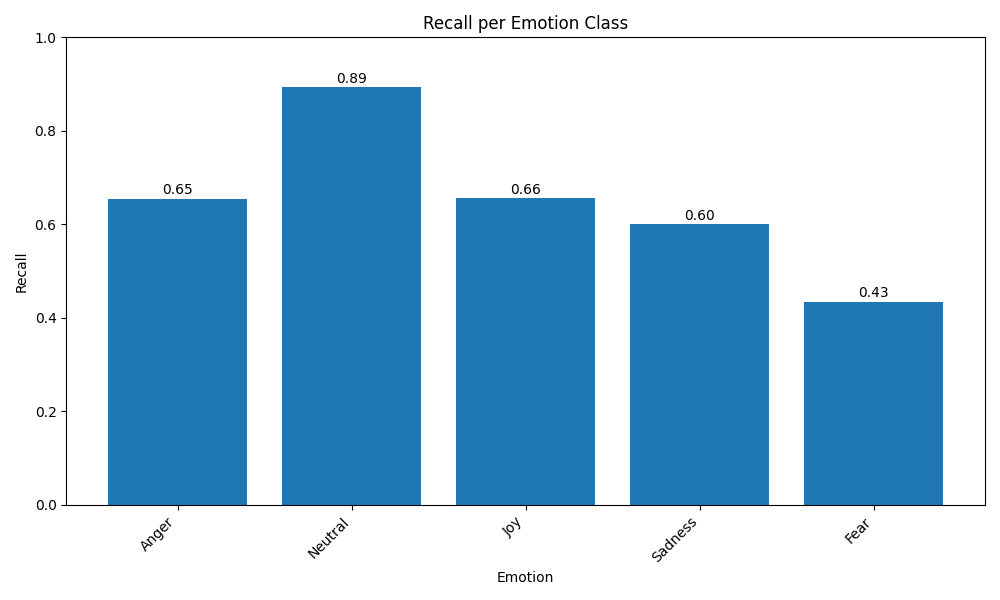 Recall per Emotion Class
1.0
0.8
0.6
0.4
0.2
0.0
Recall
0.65
0.89
0.66
0.60
0.43
Anger
Neutral
Joy
Sadness
Fear
Emotion